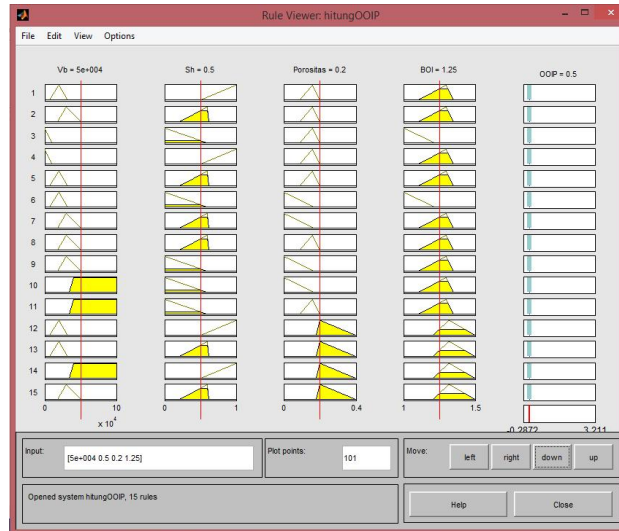 Rule Viewer: hitungOOIP
File Edit View Options
Vb = 5e+004 Sh = 0.5 Porositas = 0.2 BOI = 1.25 OOIP = 0.5
1
2
3
4
5
6
7
8
9
10
11
12
13
14
15
0 10 0 1 0 0.4 1 1.5
x 10^4
-0.2872 3.211
Input: [5e+004 0.5 0.2 1.25] Plot points: 101 Move: left right down up
Opened system hitungOOIP, 15 rules
Help Close